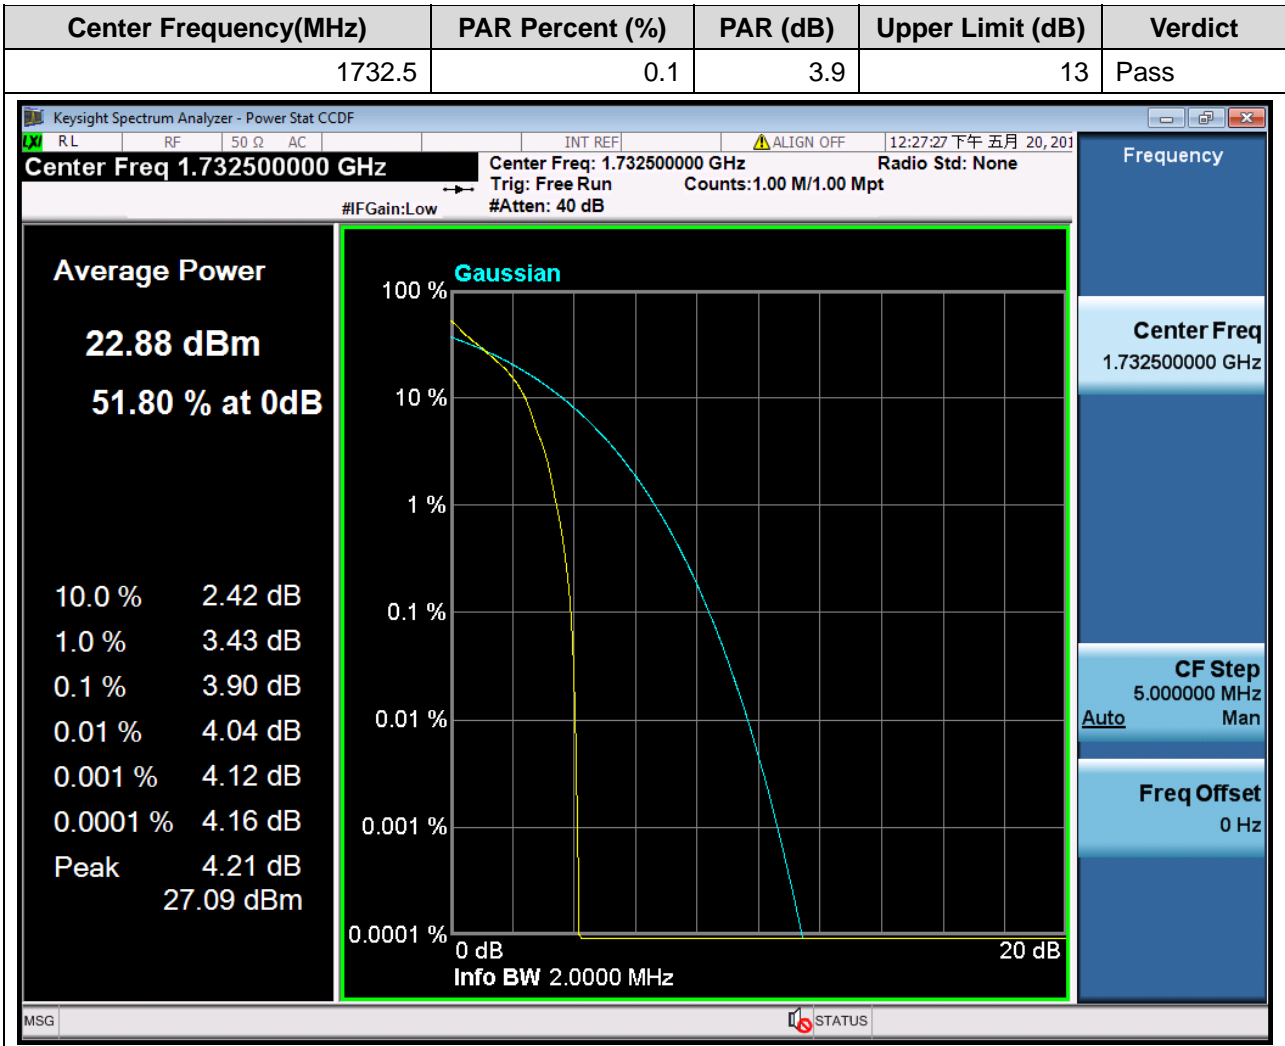 Center Frequency(MHz) PAR Percent (%) PAR (dB) Upper Limit (dB) Verdict
1732.5 0.1 3.9 13 Pass
Keysight Spectrum Analyzer - Power Stat CCDF
LXI RL RF 50 Ω AC INT REF ALIGN OFF 12:27:27 下午 五月 20, 201
Center Freq 1.732500000 GHz
Center Freq: 1.732500000 GHz Radio Std: None
Trig: Free Run Counts:1.00 M/1.00 Mpt
#IFGain:Low #Atten: 40 dB
Average Power
22.88 dBm
51.80 % at 0dB
10.0 % 2.42 dB
1.0 % 3.43 dB
0.1 % 3.90 dB
0.01 % 4.04 dB
0.001 % 4.12 dB
0.0001 % 4.16 dB
Peak 4.21 dB
27.09 dBm
Gaussian
100 %
10 %
1 %
0.1 %
0.01 %
0.001 %
0.0001 %
0 dB 20 dB
Info BW 2.0000 MHz
Frequency
Center Freq
1.732500000 GHz
CF Step
5.000000 MHz
Auto Man
Freq Offset
0 Hz
MSG STATUS